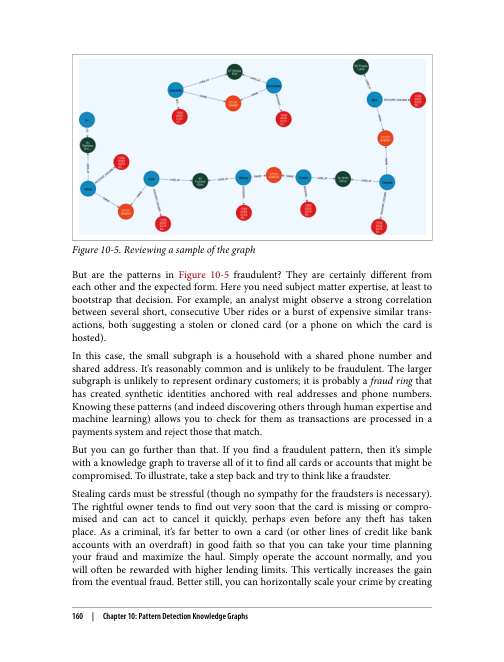 Figure 10-5. Reviewing a sample of the graph
But are the patterns in Figure 10-5 fraudulent? They are certainly different from
each other and the expected form. Here you need subject matter expertise, at least to
bootstrap that decision. For example, an analyst might observe a strong correlation
between several short, consecutive Uber rides or a burst of expensive similar trans-
actions, both suggesting a stolen or cloned card (or a phone on which the card is
hosted).
In this case, the small subgraph is a household with a shared phone number and
shared address. It's reasonably common and is unlikely to be fraudulent. The larger
subgraph is unlikely to represent ordinary customers; it is probably a fraud ring that
has created synthetic identities anchored with real addresses and phone numbers.
Knowing these patterns (and indeed discovering others through human expertise and
machine learning) allows you to check for them as transactions are processed in a
payments system and reject those that match.
But you can go further than that. If you find a fraudulent pattern, then it's simple
with a knowledge graph to traverse all of it to find all cards or accounts that might be
compromised. To illustrate, take a step back and try to think like a fraudster.
Stealing cards must be stressful (though no sympathy for the fraudsters is necessary).
The rightful owner tends to find out very soon that the card is missing or compro-
mised and can act to cancel it quickly, perhaps even before any theft has taken
place. As a criminal, it's far better to own a card (or other lines of credit like bank
accounts with an overdraft) in good faith so that you can take your time planning
your fraud and maximize the haul. Simply operate the account normally, and you
will often be rewarded with higher lending limits. This vertically increases the gain
from the eventual fraud. Better still, you can horizontally scale your crime by creating
160 | Chapter 10: Pattern Detection Knowledge Graphs